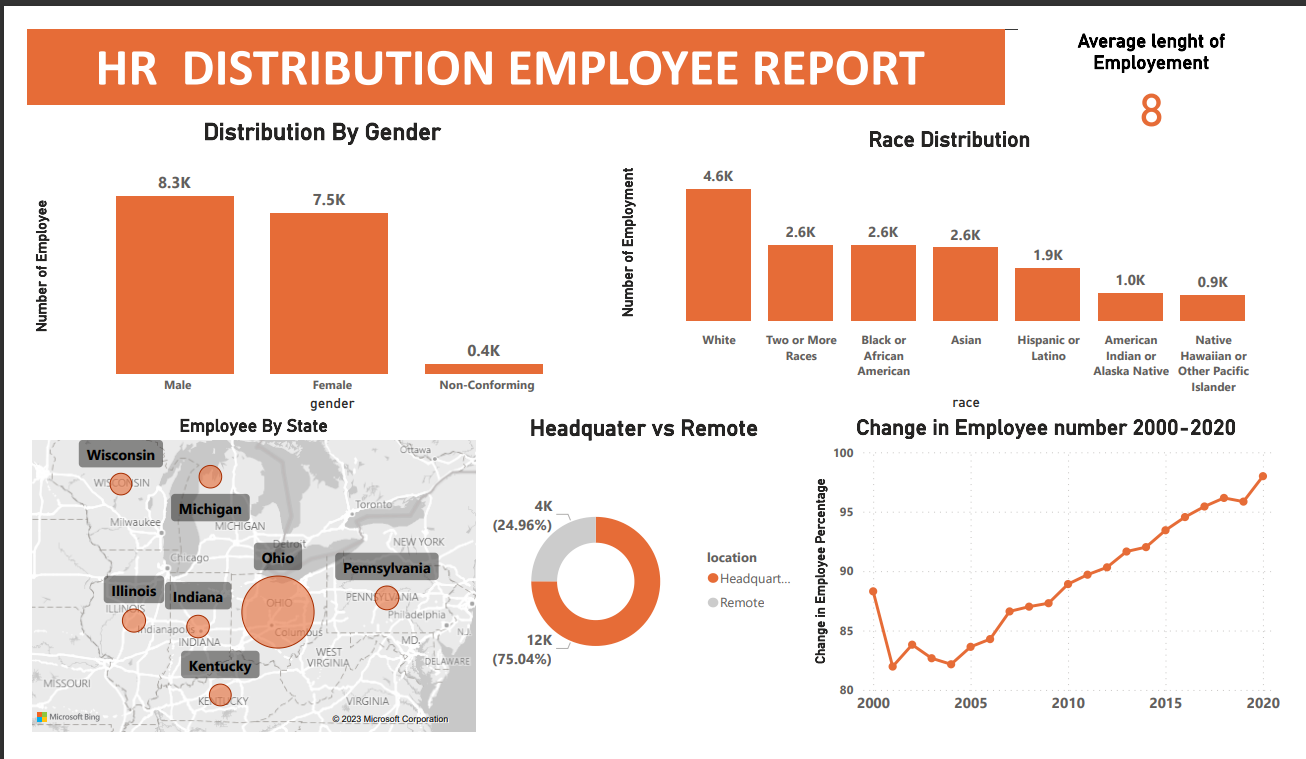 HR  DISTRIBUTION EMPLOYEE REPORT
Average lenght of
Employement
8
Distribution By Gender
Number of Employee
8.3K
7.5K
0.4K
Male
Female
Non-Conforming
gender
Race Distribution
Number of Employment
4.6K
2.6K
2.6K
2.6K
1.9K
1.0K
0.9K
White
Two or More
Races
Black or
African
American
Asian
Hispanic or
Latino
American
Indian or
Alaska Native
Native
Hawaiian or
Other Pacific
Islander
race
Employee By State
Wisconsin
WISCONSIN
Michigan
MICHIGAN
Milwaukee
Ottawa
Toronto
Detroit
Chicago
NEW YORK
Ohio
OHIO
Columbus
Pennsylvania
PENNSYLVANIA
Philadelphia
Illinois
ILLINOIS
Indiana
Indianapolis
INDIANA
N.J.
MD.
DELAWARE
WEST
VIRGINIA
Kentucky
KENTUCKY
MISSOURI
VIRGINIA
Microsoft Bing
© 2023 Microsoft Corporation
Headquater vs Remote
4K
(24.96%)
12K
(75.04%)
location
Headquart...
Remote
Change in Employee number 2000-2020
Change in Employee Percentage
100
95
90
85
80
2000
2005
2010
2015
2020